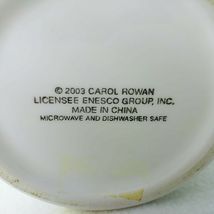 © 2003 CAROL ROWAN
LICENSEE ENESCO GROUP, INC.
MADE IN CHINA
MICROWAVE AND DISHWASHER SAFE